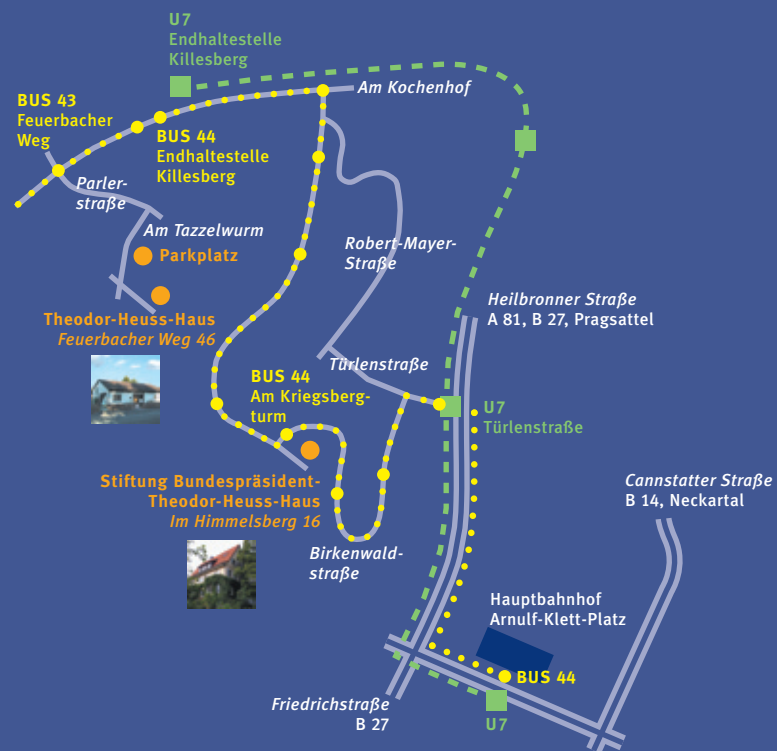 U7
Endhaltestelle
Killesberg
BUS 43
Feuerbacher
Weg
BUS 44
Endhaltestelle
Killesberg
Am Kochenhof
Parler-
straße
Am Tazzelwurm
Parkplatz
Robert-Mayer-
Straße
Theodor-Heuss-Haus
Feuerbacher Weg 46
Heilbronner Straße
A 81, B 27, Pragsattel
Türlenstraße
BUS 44
Am Kriegsberg-
turm
U7
Türlenstraße
Stiftung Bundespräsident-
Theodor-Heuss-Haus
Im Himmelsberg 16
Cannstatter Straße
B 14, Neckartal
Birkenwald-
straße
Hauptbahnhof
Arnulf-Klett-Platz
BUS 44
Friedrichstraße
B 27
U7